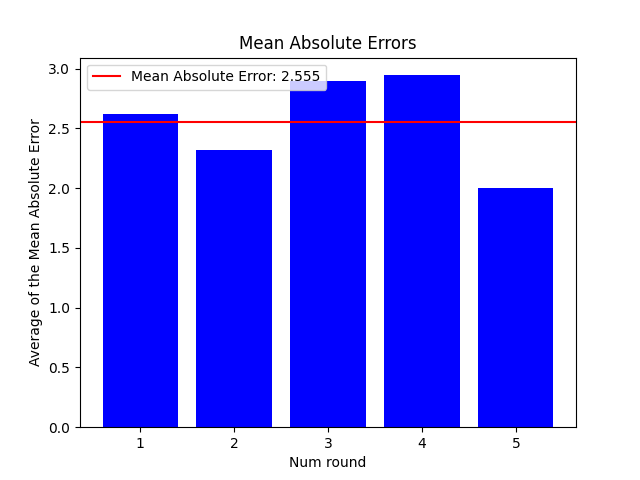 Mean Absolute Errors
Mean Absolute Error: 2.555
Average of the Mean Absolute Error
3.0
2.5
2.0
1.5
1.0
0.5
0.0
1 2 3 4 5
Num round